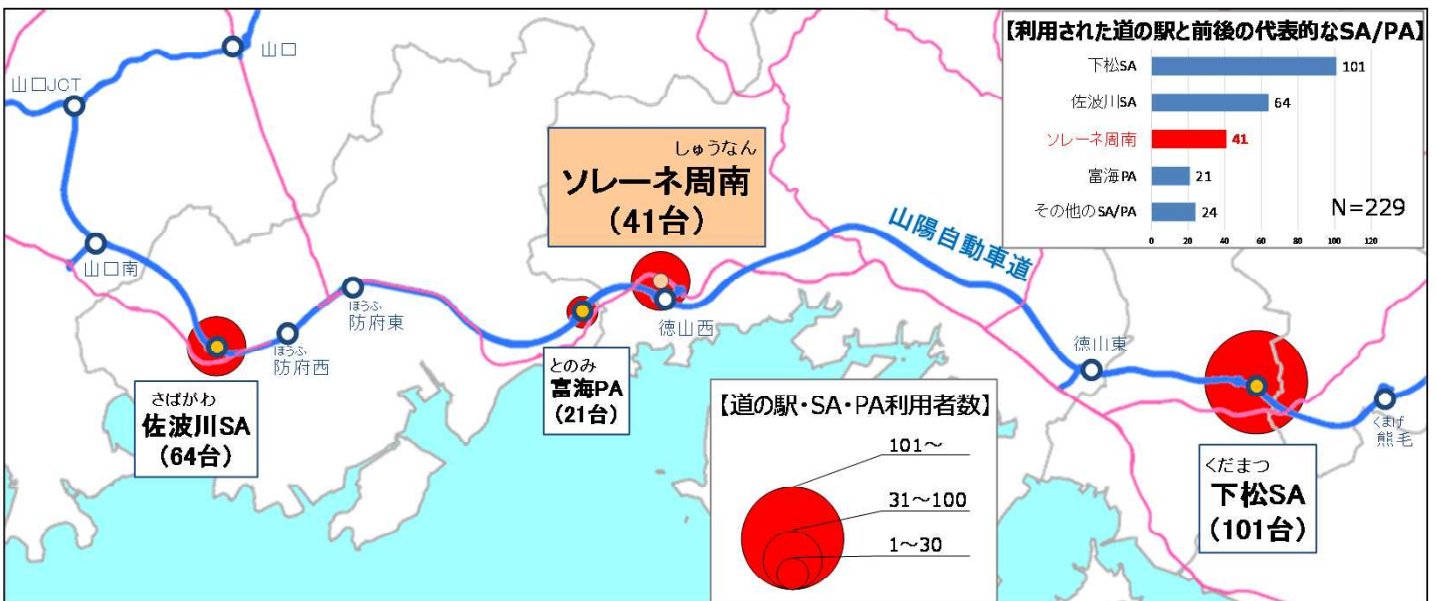 山口
山口JCT
山口南
さばがわ
佐波川SA
(64台)
ほうふ
防府西
ほうふ
防府東
とのみ
富海PA
(21台)
しゅうなん
ソレーネ周南
(41台)
徳山西
山陽自動車道
徳山東
くだまつ
下松SA
(101台)
くまげ
熊毛
【利用された道の駅と前後の代表的なSA/PA】
下松SA 101
佐波川SA 64
ソレーネ周南 41
富海PA 21
その他のSA/PA 24
N=229
0 20 40 60 80 100 120
【道の駅・SA・PA利用者数】
101~
31~100
1~30